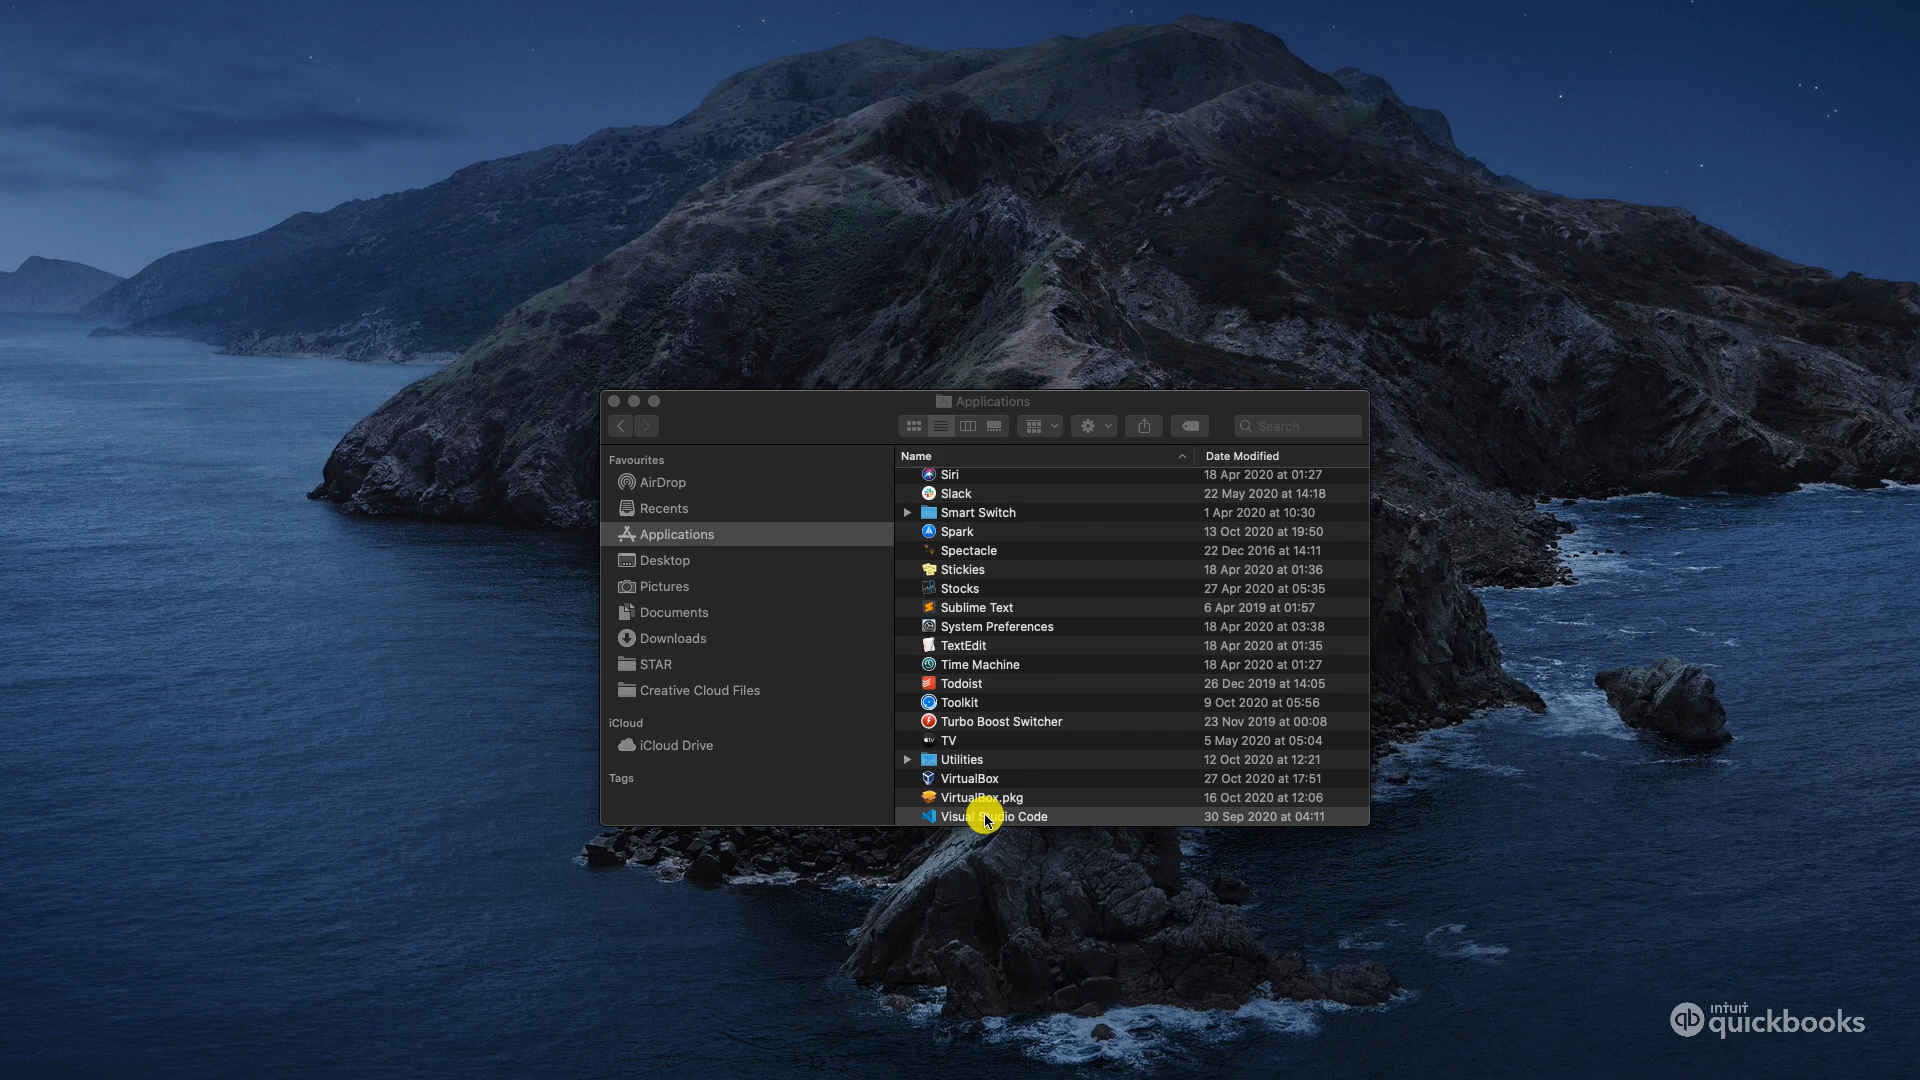 Applications
Search
Favourites
AirDrop
Recents
Applications
Desktop
Pictures
Documents
Downloads
STAR
Creative Cloud Files
iCloud
iCloud Drive
Tags
Name Date Modified
Siri 18 Apr 2020 at 01:27
Slack 22 May 2020 at 14:18
Smart Switch 1 Apr 2020 at 10:30
Spark 13 Oct 2020 at 19:50
Spectacle 22 Dec 2016 at 14:11
Stickies 18 Apr 2020 at 01:36
Stocks 27 Apr 2020 at 05:35
Sublime Text 6 Apr 2019 at 01:57
System Preferences 18 Apr 2020 at 03:38
TextEdit 18 Apr 2020 at 01:35
Time Machine 18 Apr 2020 at 01:27
Todoist 26 Dec 2019 at 14:05
Toolkit 9 Oct 2020 at 05:56
Turbo Boost Switcher 23 Nov 2019 at 00:08
TV 5 May 2020 at 05:04
Utilities 12 Oct 2020 at 12:21
VirtualBox 27 Oct 2020 at 17:51
VirtualBox.pkg 16 Oct 2020 at 12:06
Visual Studio Code 30 Sep 2020 at 04:11
qb
intuit
quickbooks